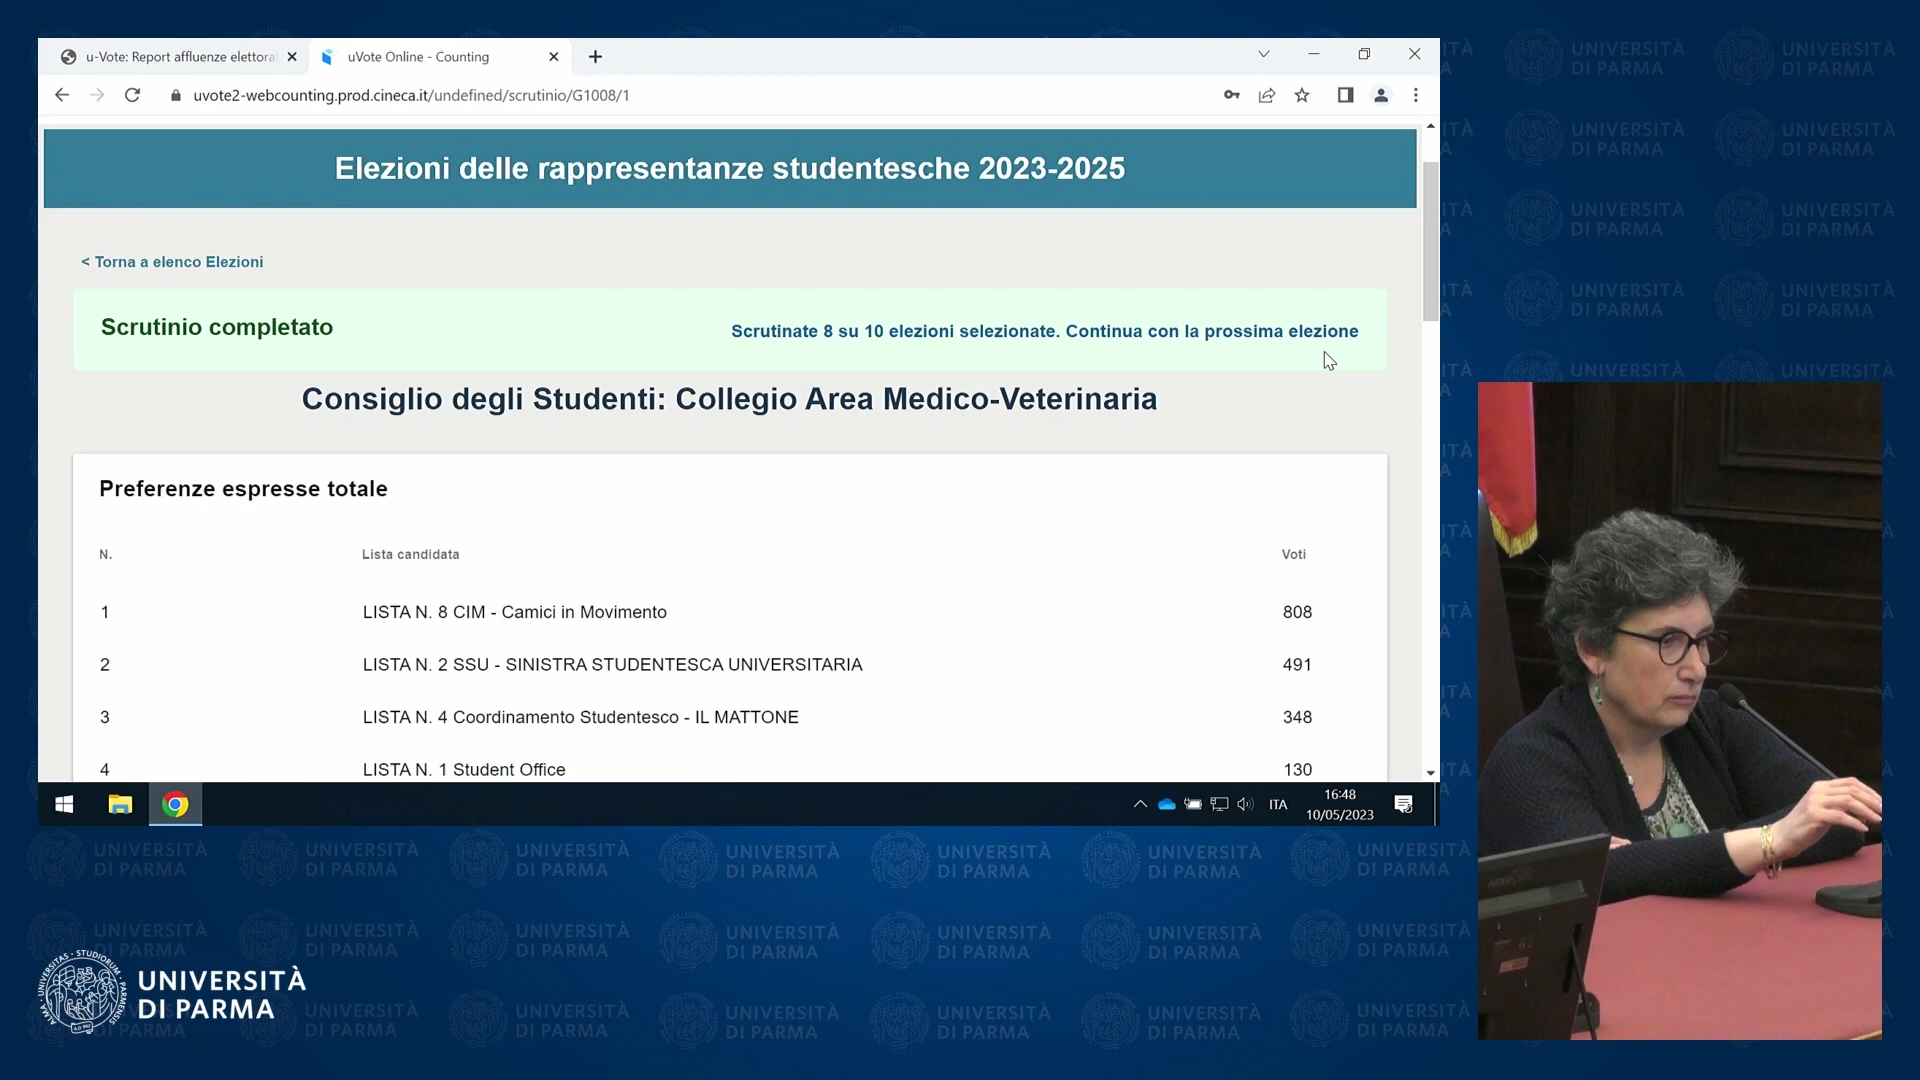 u-Vote: Report affluenze elettora
uVote Online - Counting
uvote2-webcounting.prod.cineca.it/undefined/scrutinio/G1008/1
Elezioni delle rappresentanze studentesche 2023-2025
< Torna a elenco Elezioni
Scrutinio completato
Scrutinate 8 su 10 elezioni selezionate. Continua con la prossima elezione
Consiglio degli Studenti: Collegio Area Medico-Veterinaria
Preferenze espresse totale
N. Lista candidata Voti
1 LISTA N. 8 CIM - Camici in Movimento 808
2 LISTA N. 2 SSU - SINISTRA STUDENTESCA UNIVERSITARIA 491
3 LISTA N. 4 Coordinamento Studentesco - IL MATTONE 348
4 LISTA N. 1 Student Office 130
ITA
16:48
10/05/2023
UNIVERSITÀ
DI PARMA